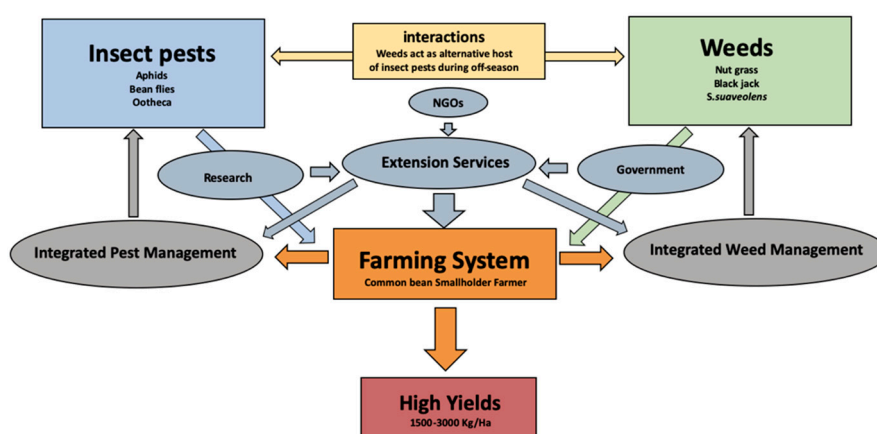 interactions
Weeds act as alternative host
of insect pests during off-season
Insect pests
Aphids
Bean flies
Ootheca
Weeds
Nut grass
Black jack
S.suaveolens
NGOs
Extension Services
Research
Government
Integrated Pest Management
Integrated Weed Management
Farming System
Common bean Smallholder Farmer
High Yields
1500-3000 Kg/Ha